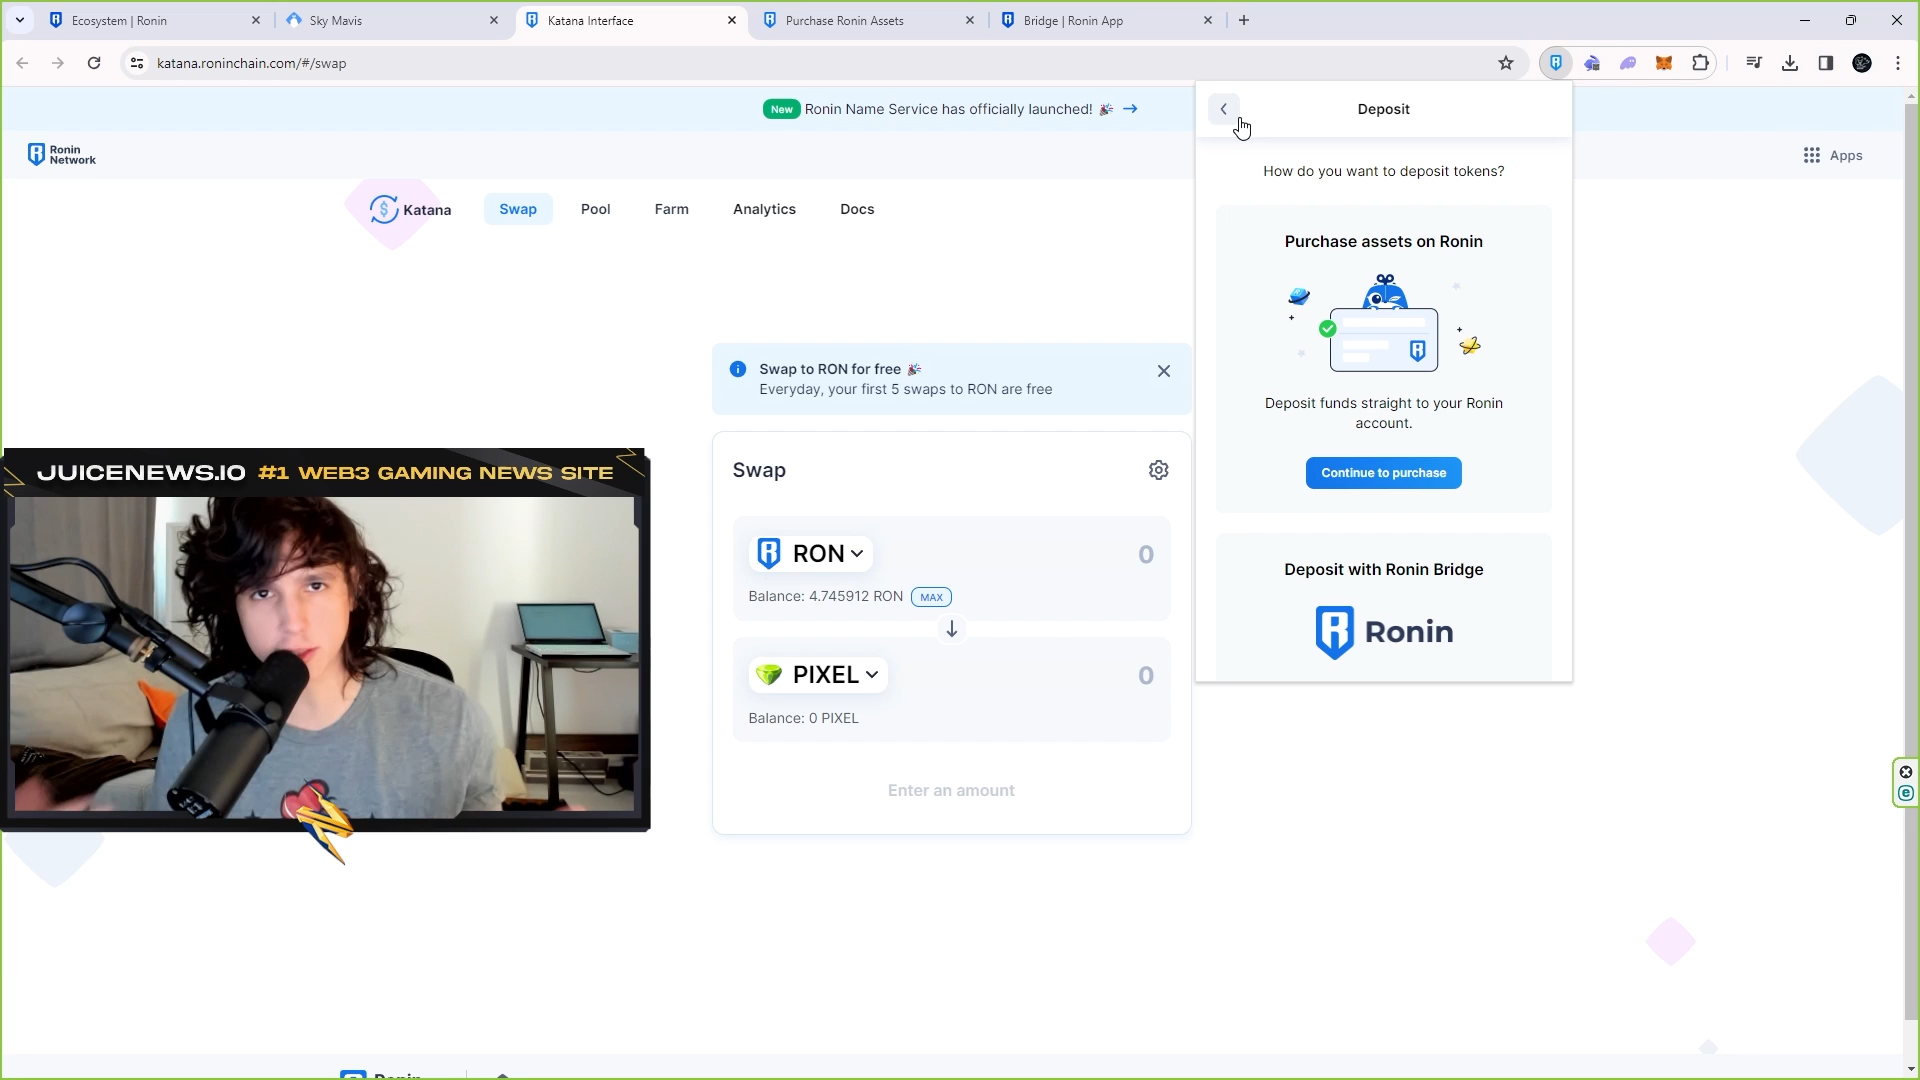 Ecosystem | Ronin
Sky Mavis
Katana Interface
Purchase Ronin Assets
Bridge | Ronin App
katana.roninchain.com/#/swap
New Ronin Name Service has officially launched! 🎉 →
Ronin
Network
Apps
Katana
Swap
Pool
Farm
Analytics
Docs
Deposit
How do you want to deposit tokens?
Purchase assets on Ronin
Deposit funds straight to your Ronin
account.
Continue to purchase
Deposit with Ronin Bridge
Ronin
Swap to RON for free 🎉
Everyday, your first 5 swaps to RON are free
Swap
RON
0
Balance: 4.745912 RON MAX
PIXEL
0
Balance: 0 PIXEL
Enter an amount
JUICENEWS.IO #1 WEB3 GAMING NEWS SITE